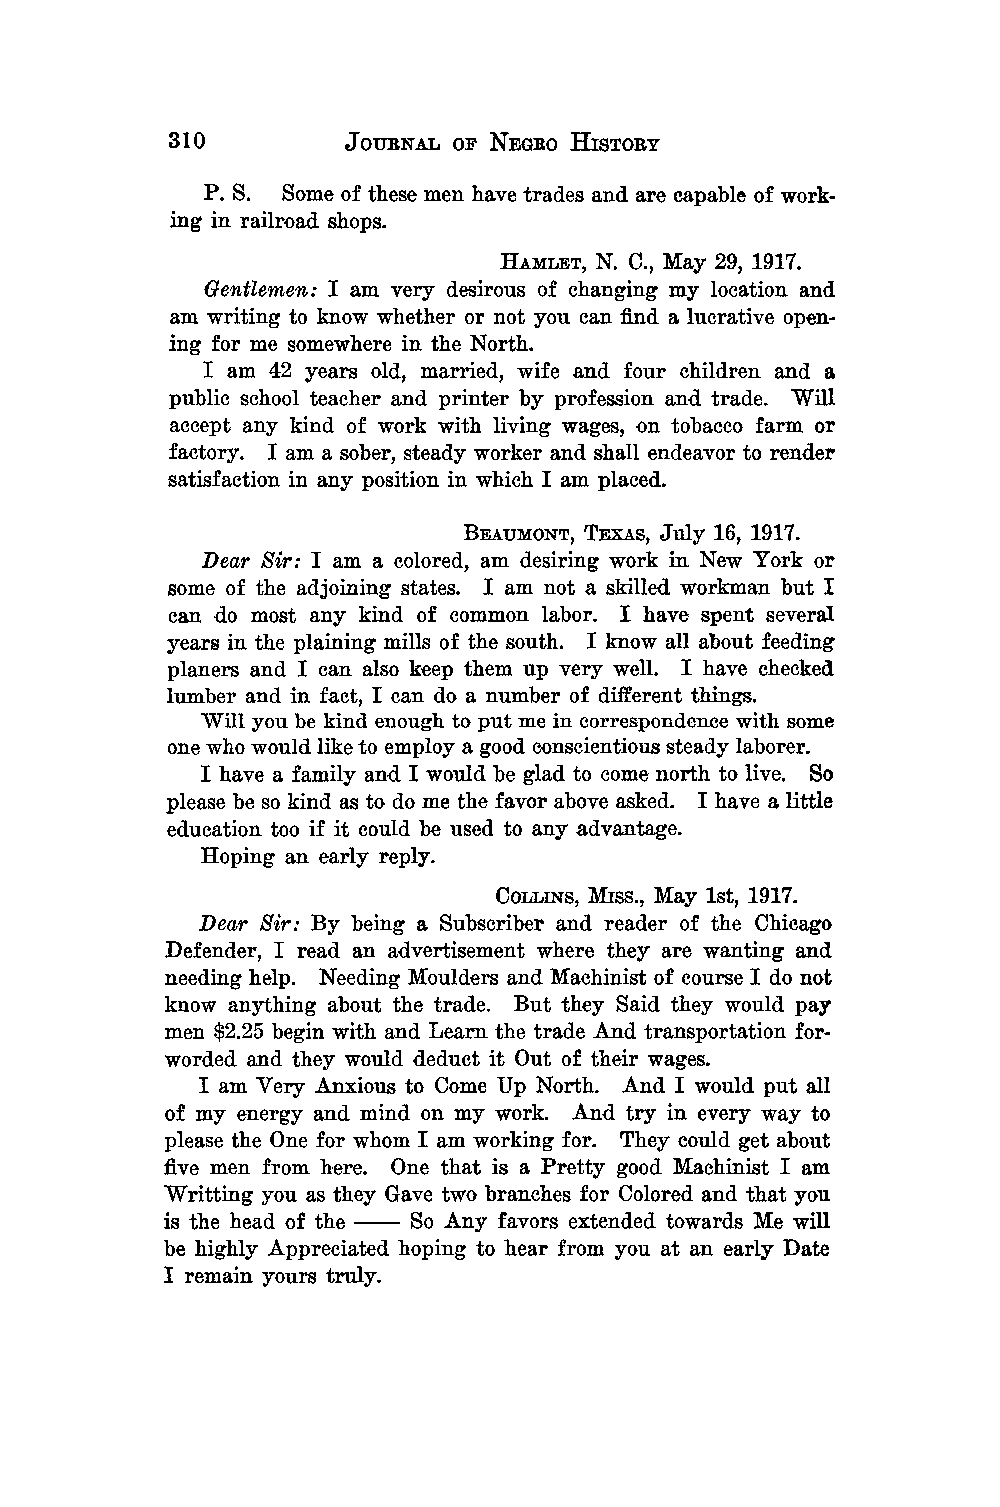 310 JOURNAL OF NEGRO HISTORY
P. S. Some of these men have trades and are capable of work-
ing in railroad shops.
HAMLET, N. C., May 29, 1917.
Gentlemen: I am very desirous of changing my location and
am writing to know whether or not you can find a lucrative open-
ing for me somewhere in the North.
I am 42 years old, married, wife and four children and a
public school teacher and printer by profession and trade. Will
accept any kind of work with living wages, on tobacco farm or
factory. I am a sober, steady worker and shall endeavor to render
satisfaction in any position in which I am placed.
BEAUMONT, TEXAS, July 16, 1917.
Dear Sir: I am a colored, am desiring work in New York or
some of the adjoining states. I am not a skilled workman but I
can do most any kind of common labor. I have spent several
years in the plaining mills of the south. I know all about feeding
planers and I can also keep them up very well. I have checked
lumber and in fact, I can do a number of different things.
Will you be kind enough to put me in correspondence with some
one who would like to employ a good conscientious steady laborer.
I have a family and I would be glad to come north to live. So
please be so kind as to do me the favor above asked. I have a little
education too if it could be used to any advantage.
Hoping an early reply.
COLLINS, MISS., May 1st, 1917.
Dear Sir: By being a Subscriber and reader of the Chicago
Defender, I read an advertisement where they are wanting and
needing help. Needing Moulders and Machinist of course I do not
know anything about the trade. But they Said they would pay
men $2.25 begin with and Learn the trade And transportation for-
worded and they would deduct it Out of their wages.
I am Very Anxious to Come Up North. And I would put all
of my energy and mind on my work. And try in every way to
please the One for whom I am working for. They could get about
five men from here. One that is a Pretty good Machinist I am
Writting you as they Gave two branches for Colored and that you
is the head of the —— So Any favors extended towards Me will
be highly Appreciated hoping to hear from you at an early Date
I remain yours truly.